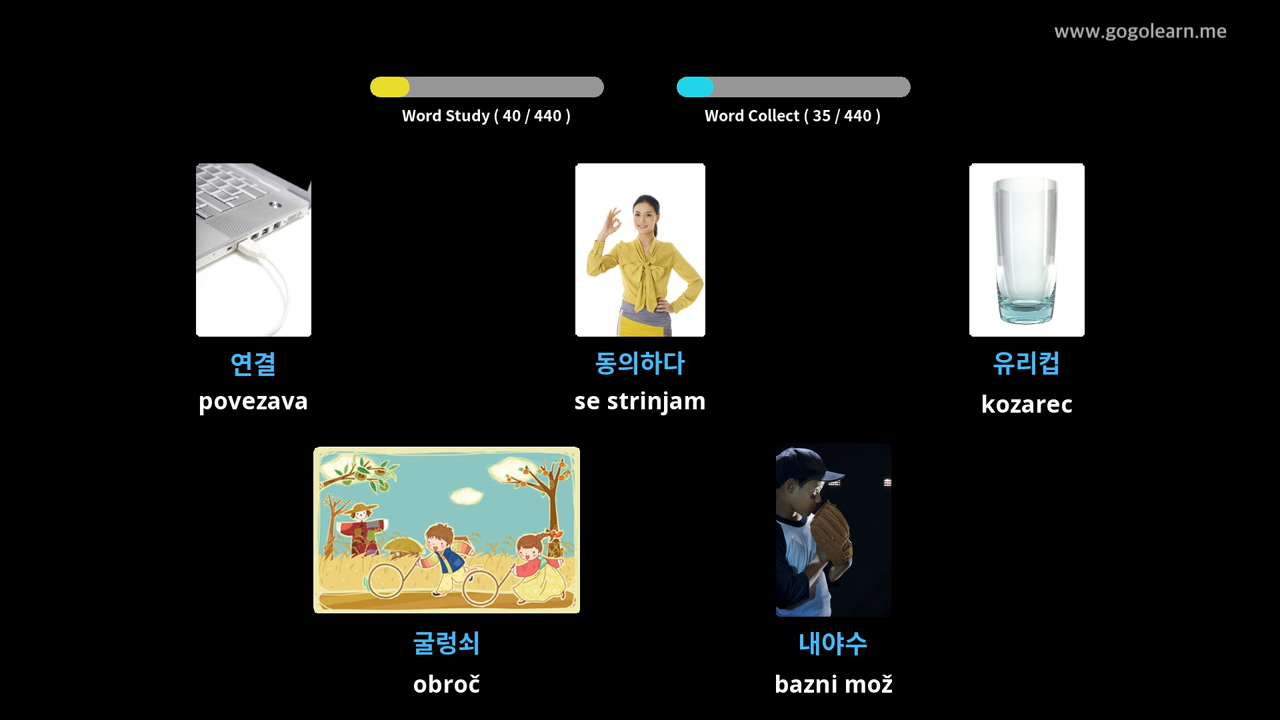 www.gogolearn.me
Word Study ( 40 / 440 )
Word Collect ( 35 / 440 )
연결
povezava
동의하다
se strinjam
유리컵
kozarec
굴렁쇠
obroč
내야수
bazni mož